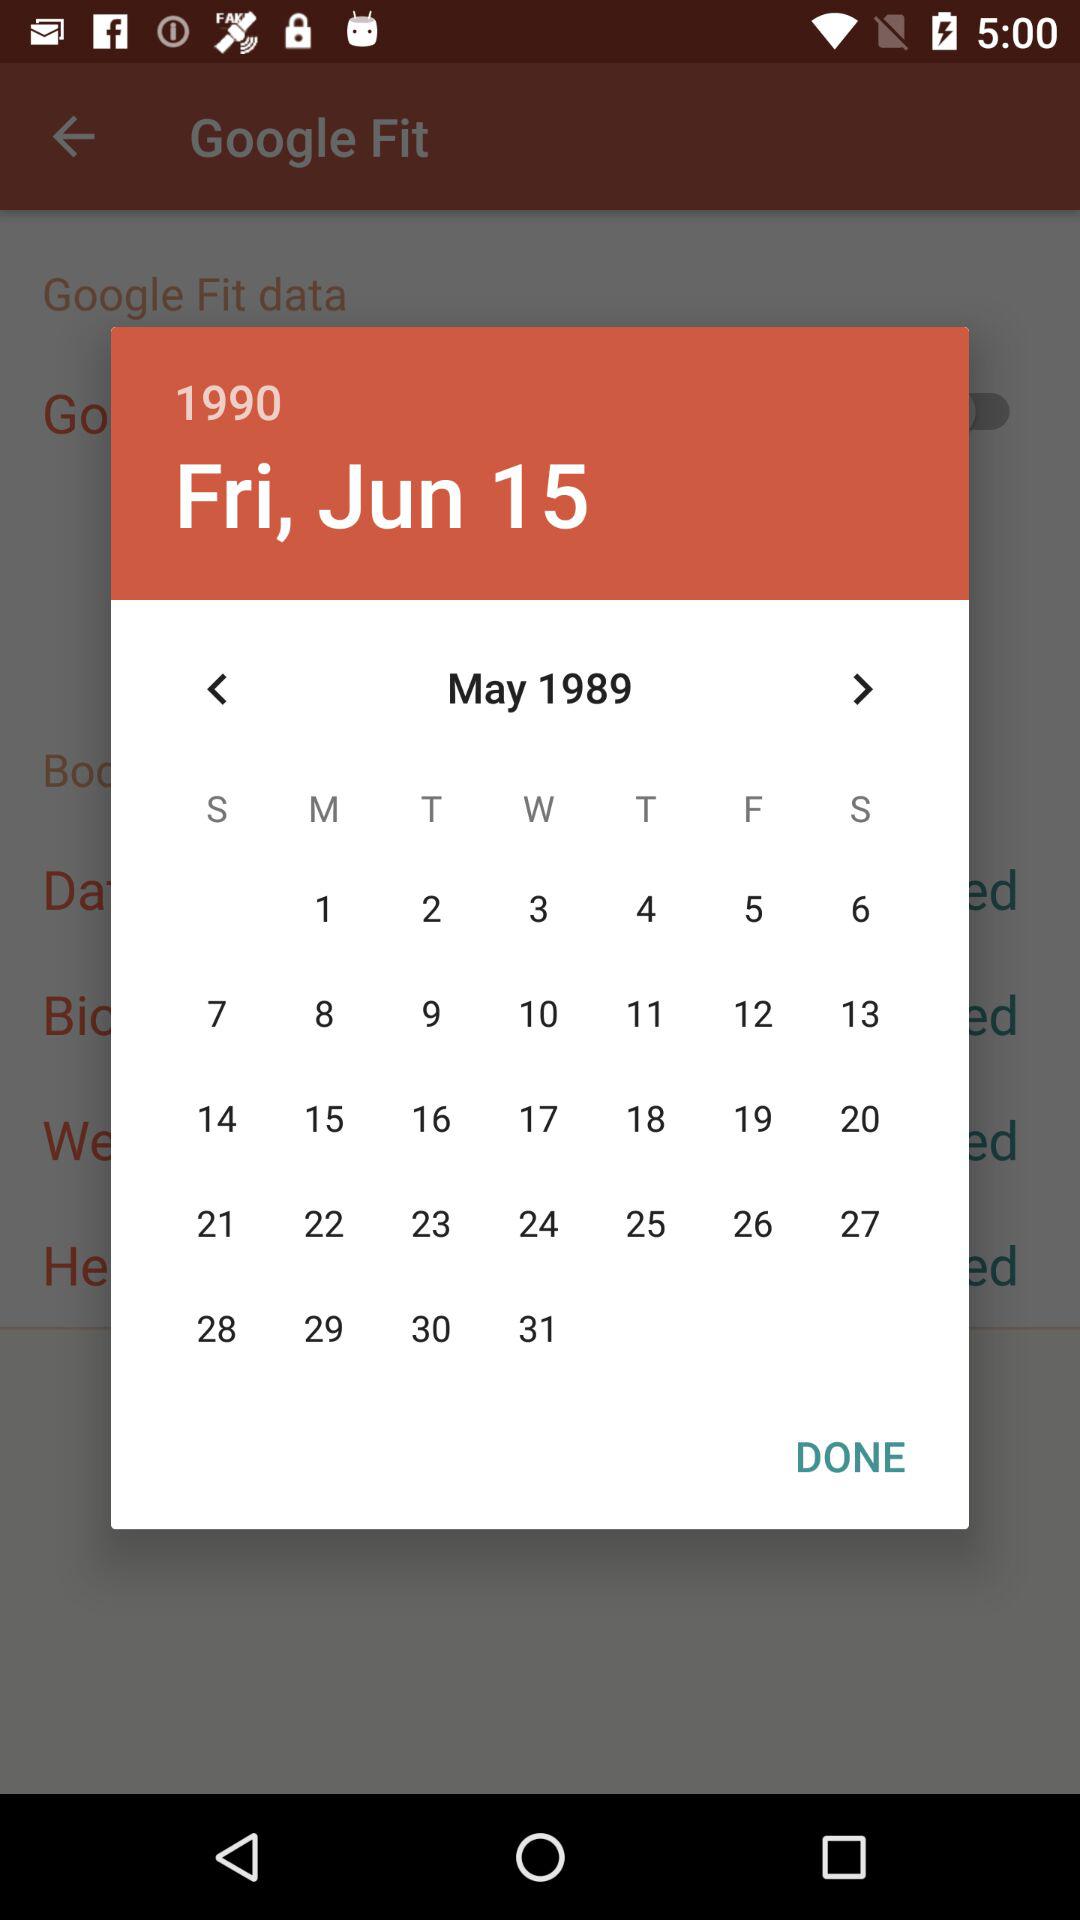 FAKE
5:00
Google Fit
Google Fit data
1990
Go
Fri, Jun 15
May 1989
Bod
S M T W T F S
Dat ed
1 2 3 4 5 6
Bio ed
7 8 9 10 11 12 13
We ed
14 15 16 17 18 19 20
21 22 23 24 25 26 27
He ed
28 29 30 31
DONE